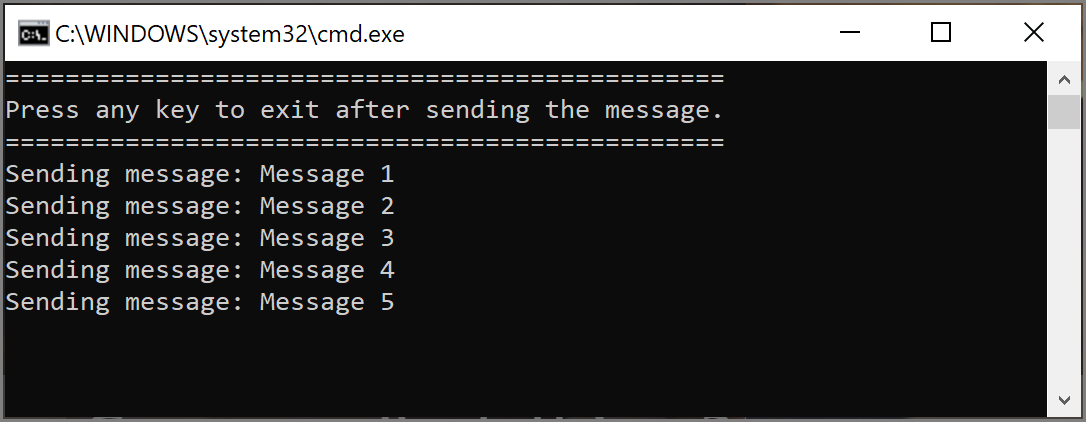 C:\WINDOWS\system32\cmd.exe
================================================
Press any key to exit after sending the message.
================================================
Sending message: Message 1
Sending message: Message 2
Sending message: Message 3
Sending message: Message 4
Sending message: Message 5